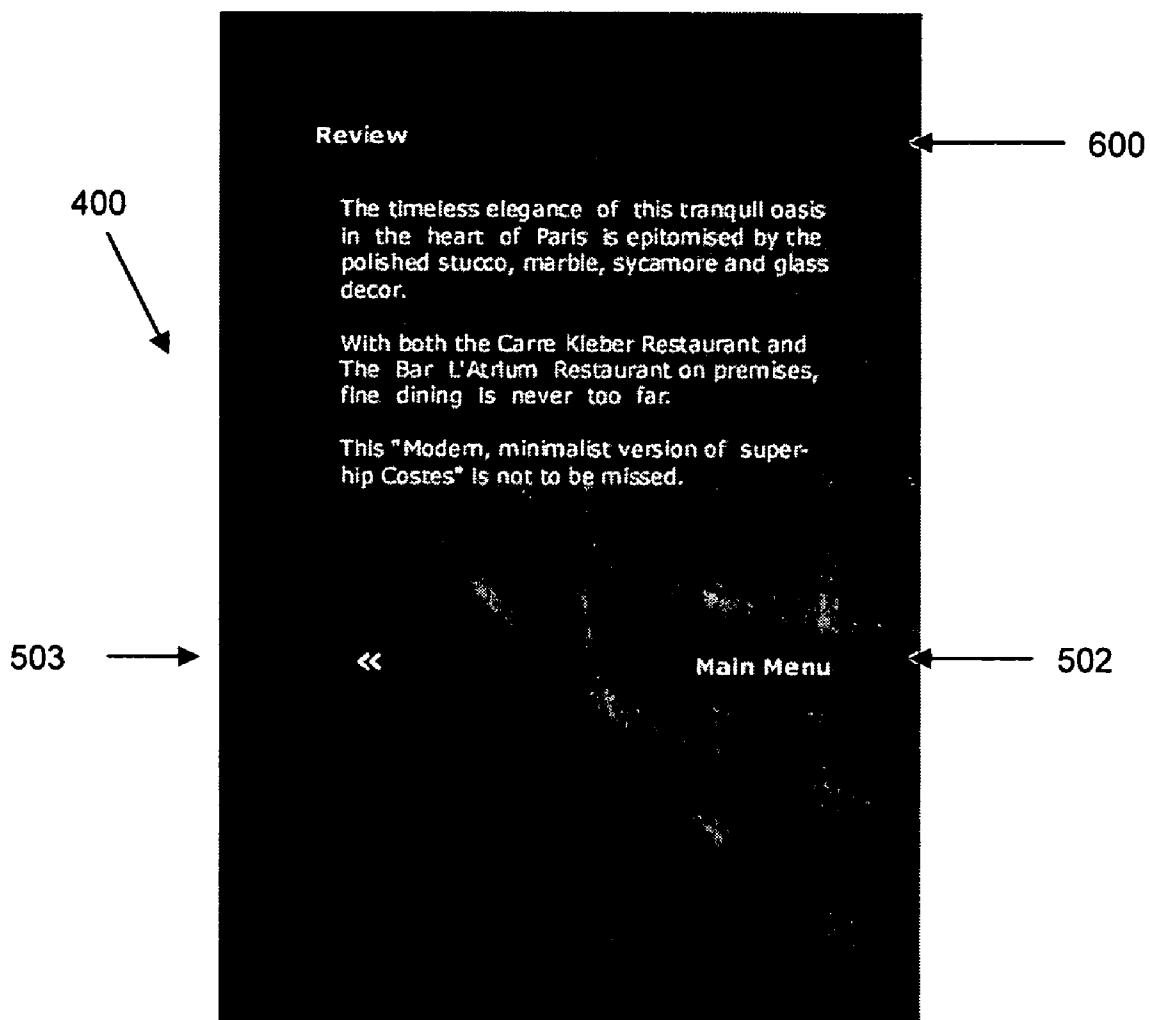 Review
600
400
The timeless elegance of this tranquil oasis
in the heart of Paris is epitomised by the
polished stucco, marble, sycamore and glass
decor.
With both the Carre Kleber Restaurant and
The Bar L'Atrium Restaurant on premises,
fine dining is never too far.
This "Modern, minimalist version of super-
hip Costes" is not to be missed.
503
«
Main Menu
502